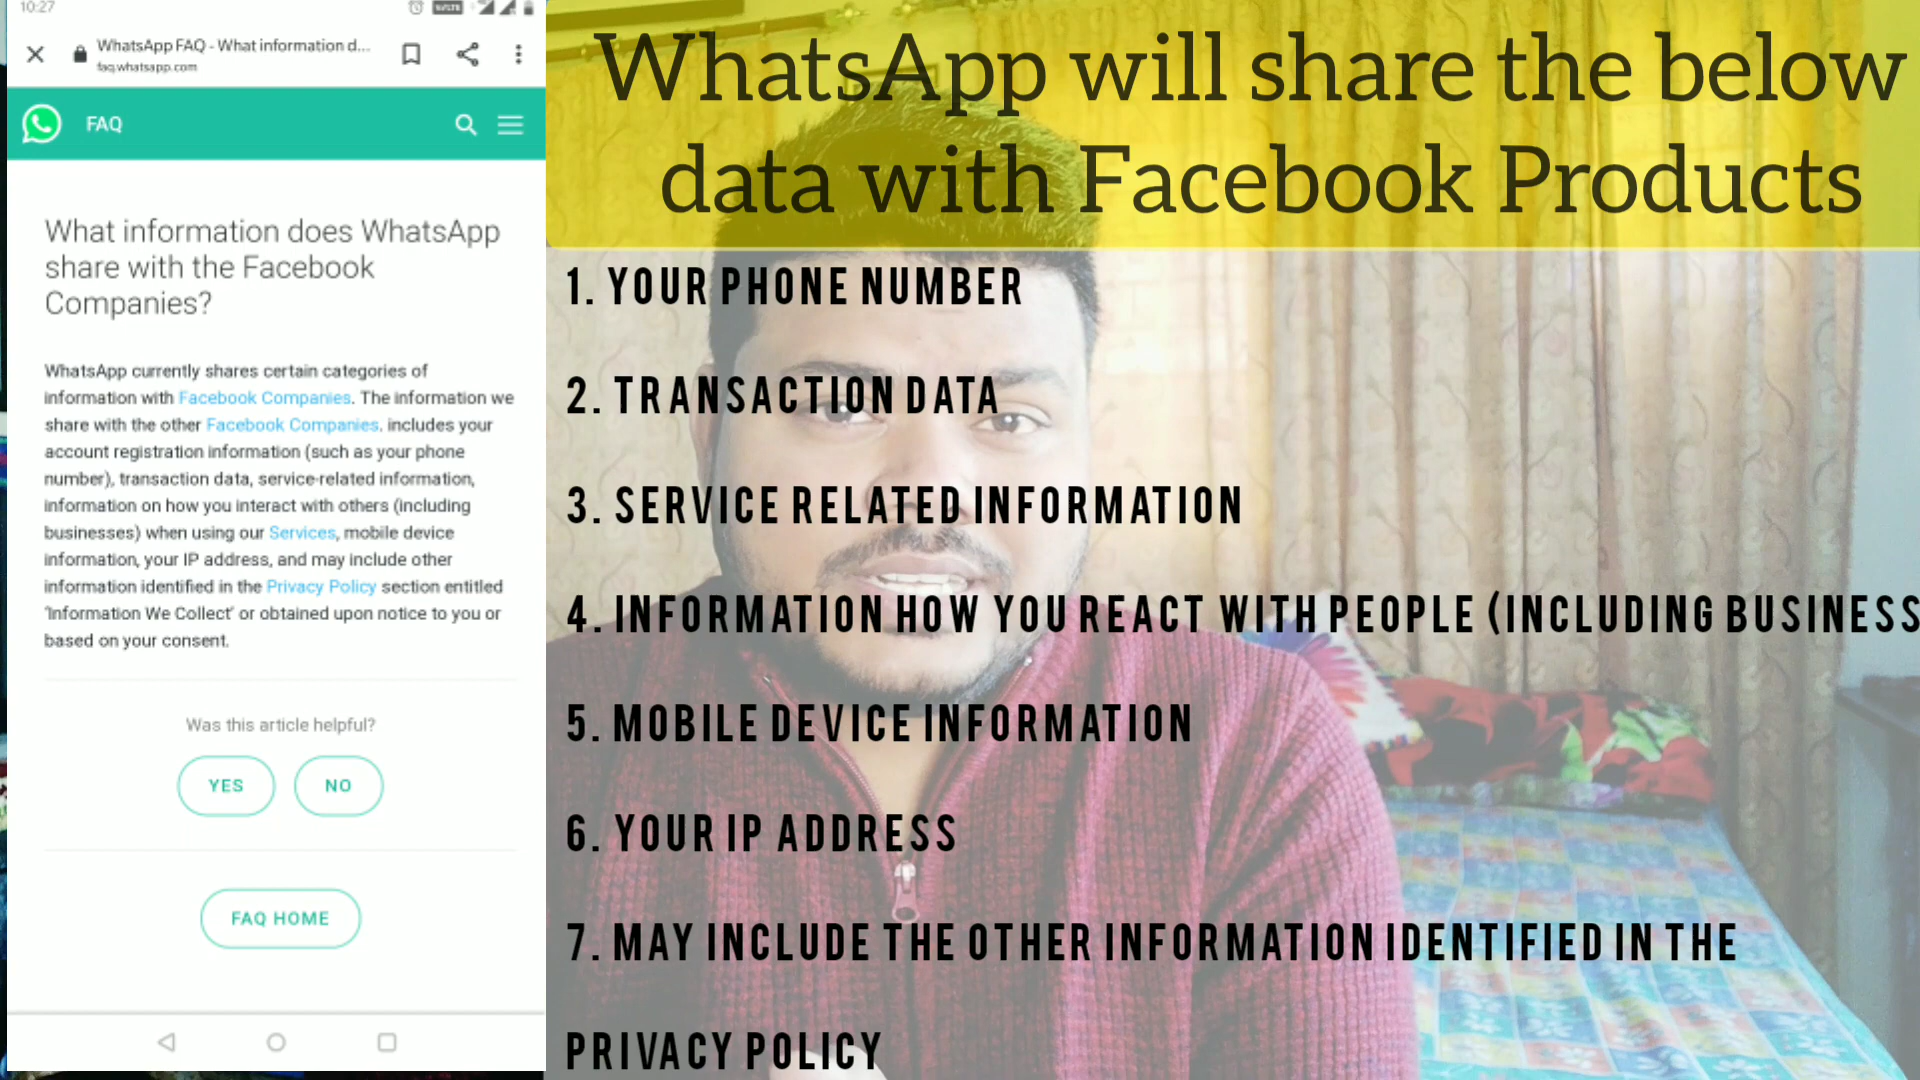 10:27
WhatsApp FAQ - What information d...
faq.whatsapp.com
FAQ
What information does WhatsApp
share with the Facebook
Companies?
WhatsApp currently shares certain categories of
information with Facebook Companies. The information we
share with the other Facebook Companies. includes your
account registration information (such as your phone
number), transaction data, service-related information,
information on how you interact with others (including
businesses) when using our Services, mobile device
information, your IP address, and may include other
information identified in the Privacy Policy section entitled
'Information We Collect' or obtained upon notice to you or
based on your consent.
Was this article helpful?
YES NO
FAQ HOME
WhatsApp will share the below
data with Facebook Products
1. YOUR PHONE NUMBER
2. TRANSACTION DATA
3. SERVICE RELATED INFORMATION
4. INFORMATION HOW YOU REACT WITH PEOPLE (INCLUDING BUSINESS
5. MOBILE DEVICE INFORMATION
6. YOUR IP ADDRESS
7. MAY INCLUDE THE OTHER INFORMATION IDENTIFIED IN THE
PRIVACY POLICY